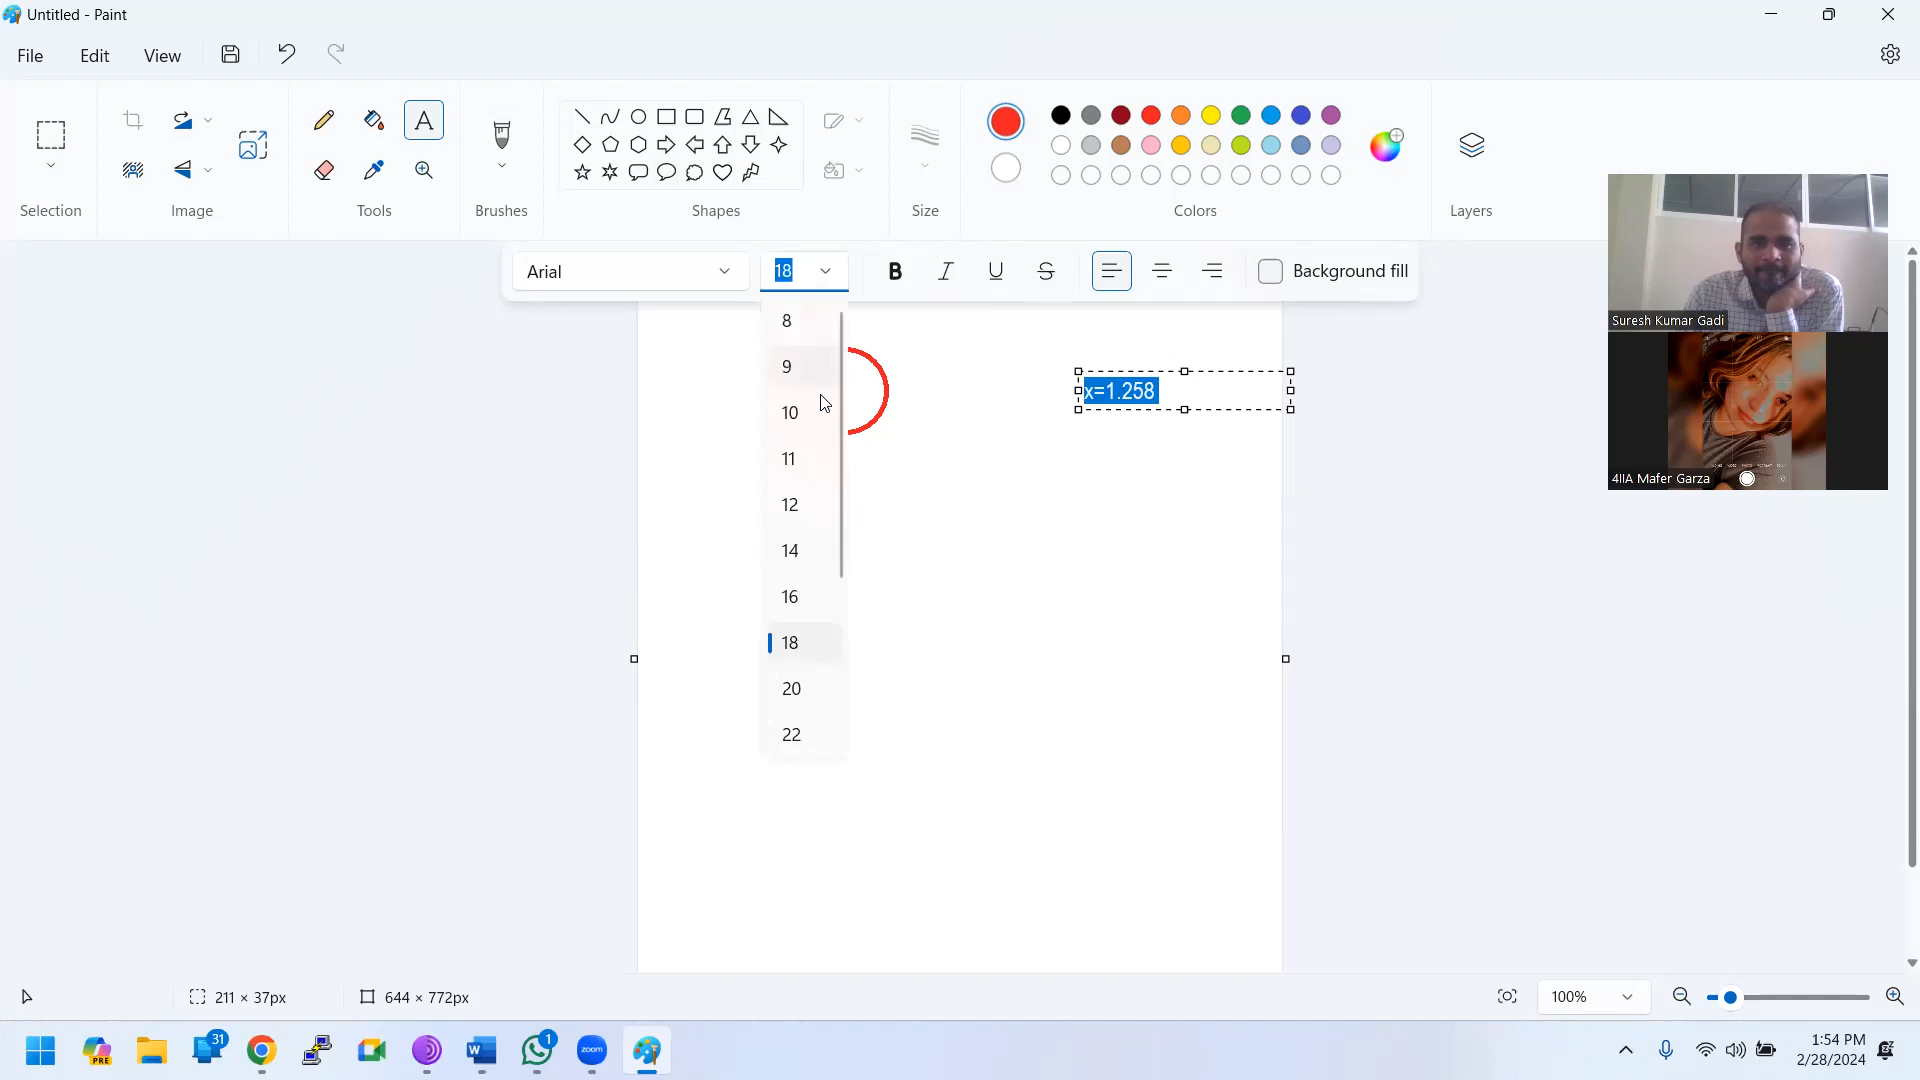 Untitled - Paint
File Edit View
Selection Image Tools Brushes Shapes Size Colors Layers
Arial 18 B I U S Background fill
8
9
10
11
12
14
16
18
20
22
x=1.258
Suresh Kumar Gadi
4IIA Mafer Garza
211 × 37px 644 × 772px 100%
31
PRE
W
1
zoom
1:54 PM
2/28/2024